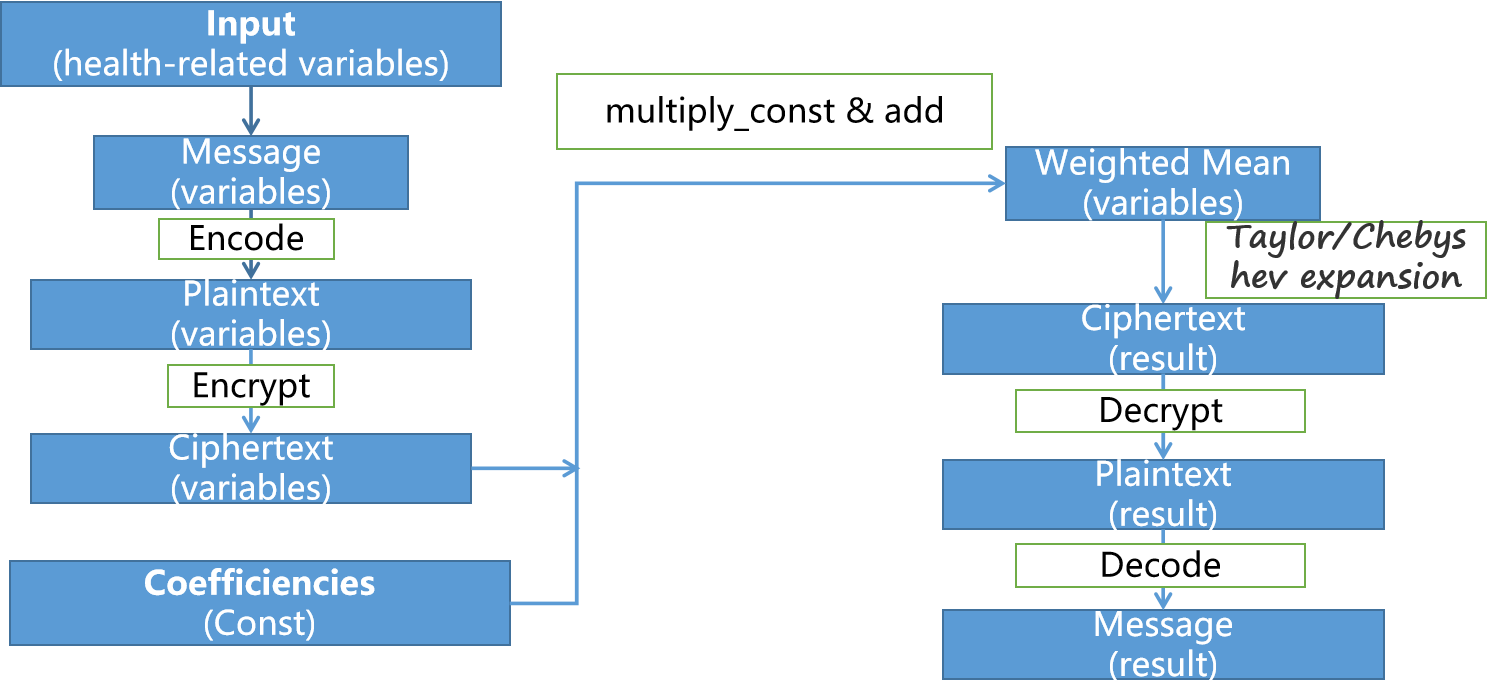 Input
(health-related variables)
Message
(variables)
Encode
Plaintext
(variables)
Encrypt
Ciphertext
(variables)
Coefficiencies
(Const)
multiply_const & add
Weighted Mean
(variables)
Taylor/Chebys
hev expansion
Ciphertext
(result)
Decrypt
Plaintext
(result)
Decode
Message
(result)